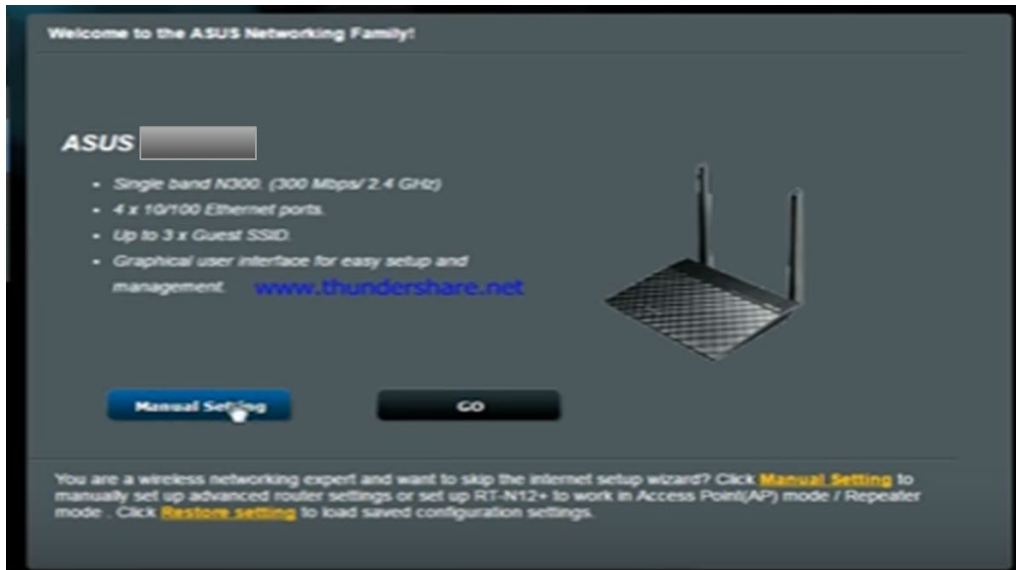 Welcome to the ASUS Networking Family!
ASUS
• Single band N300. (300 Mbps/ 2.4 GHz)
• 4 x 10/100 Ethernet ports.
• Up to 3 x Guest SSID.
• Graphical user interface for easy setup and
management.
www.thundershare.net
Manual Setting
GO
You are a wireless networking expert and want to skip the internet setup wizard? Click Manual Setting to
manually set up advanced router settings or set up RT-N12+ to work in Access Point(AP) mode / Repeater
mode . Click Restore setting to load saved configuration settings.